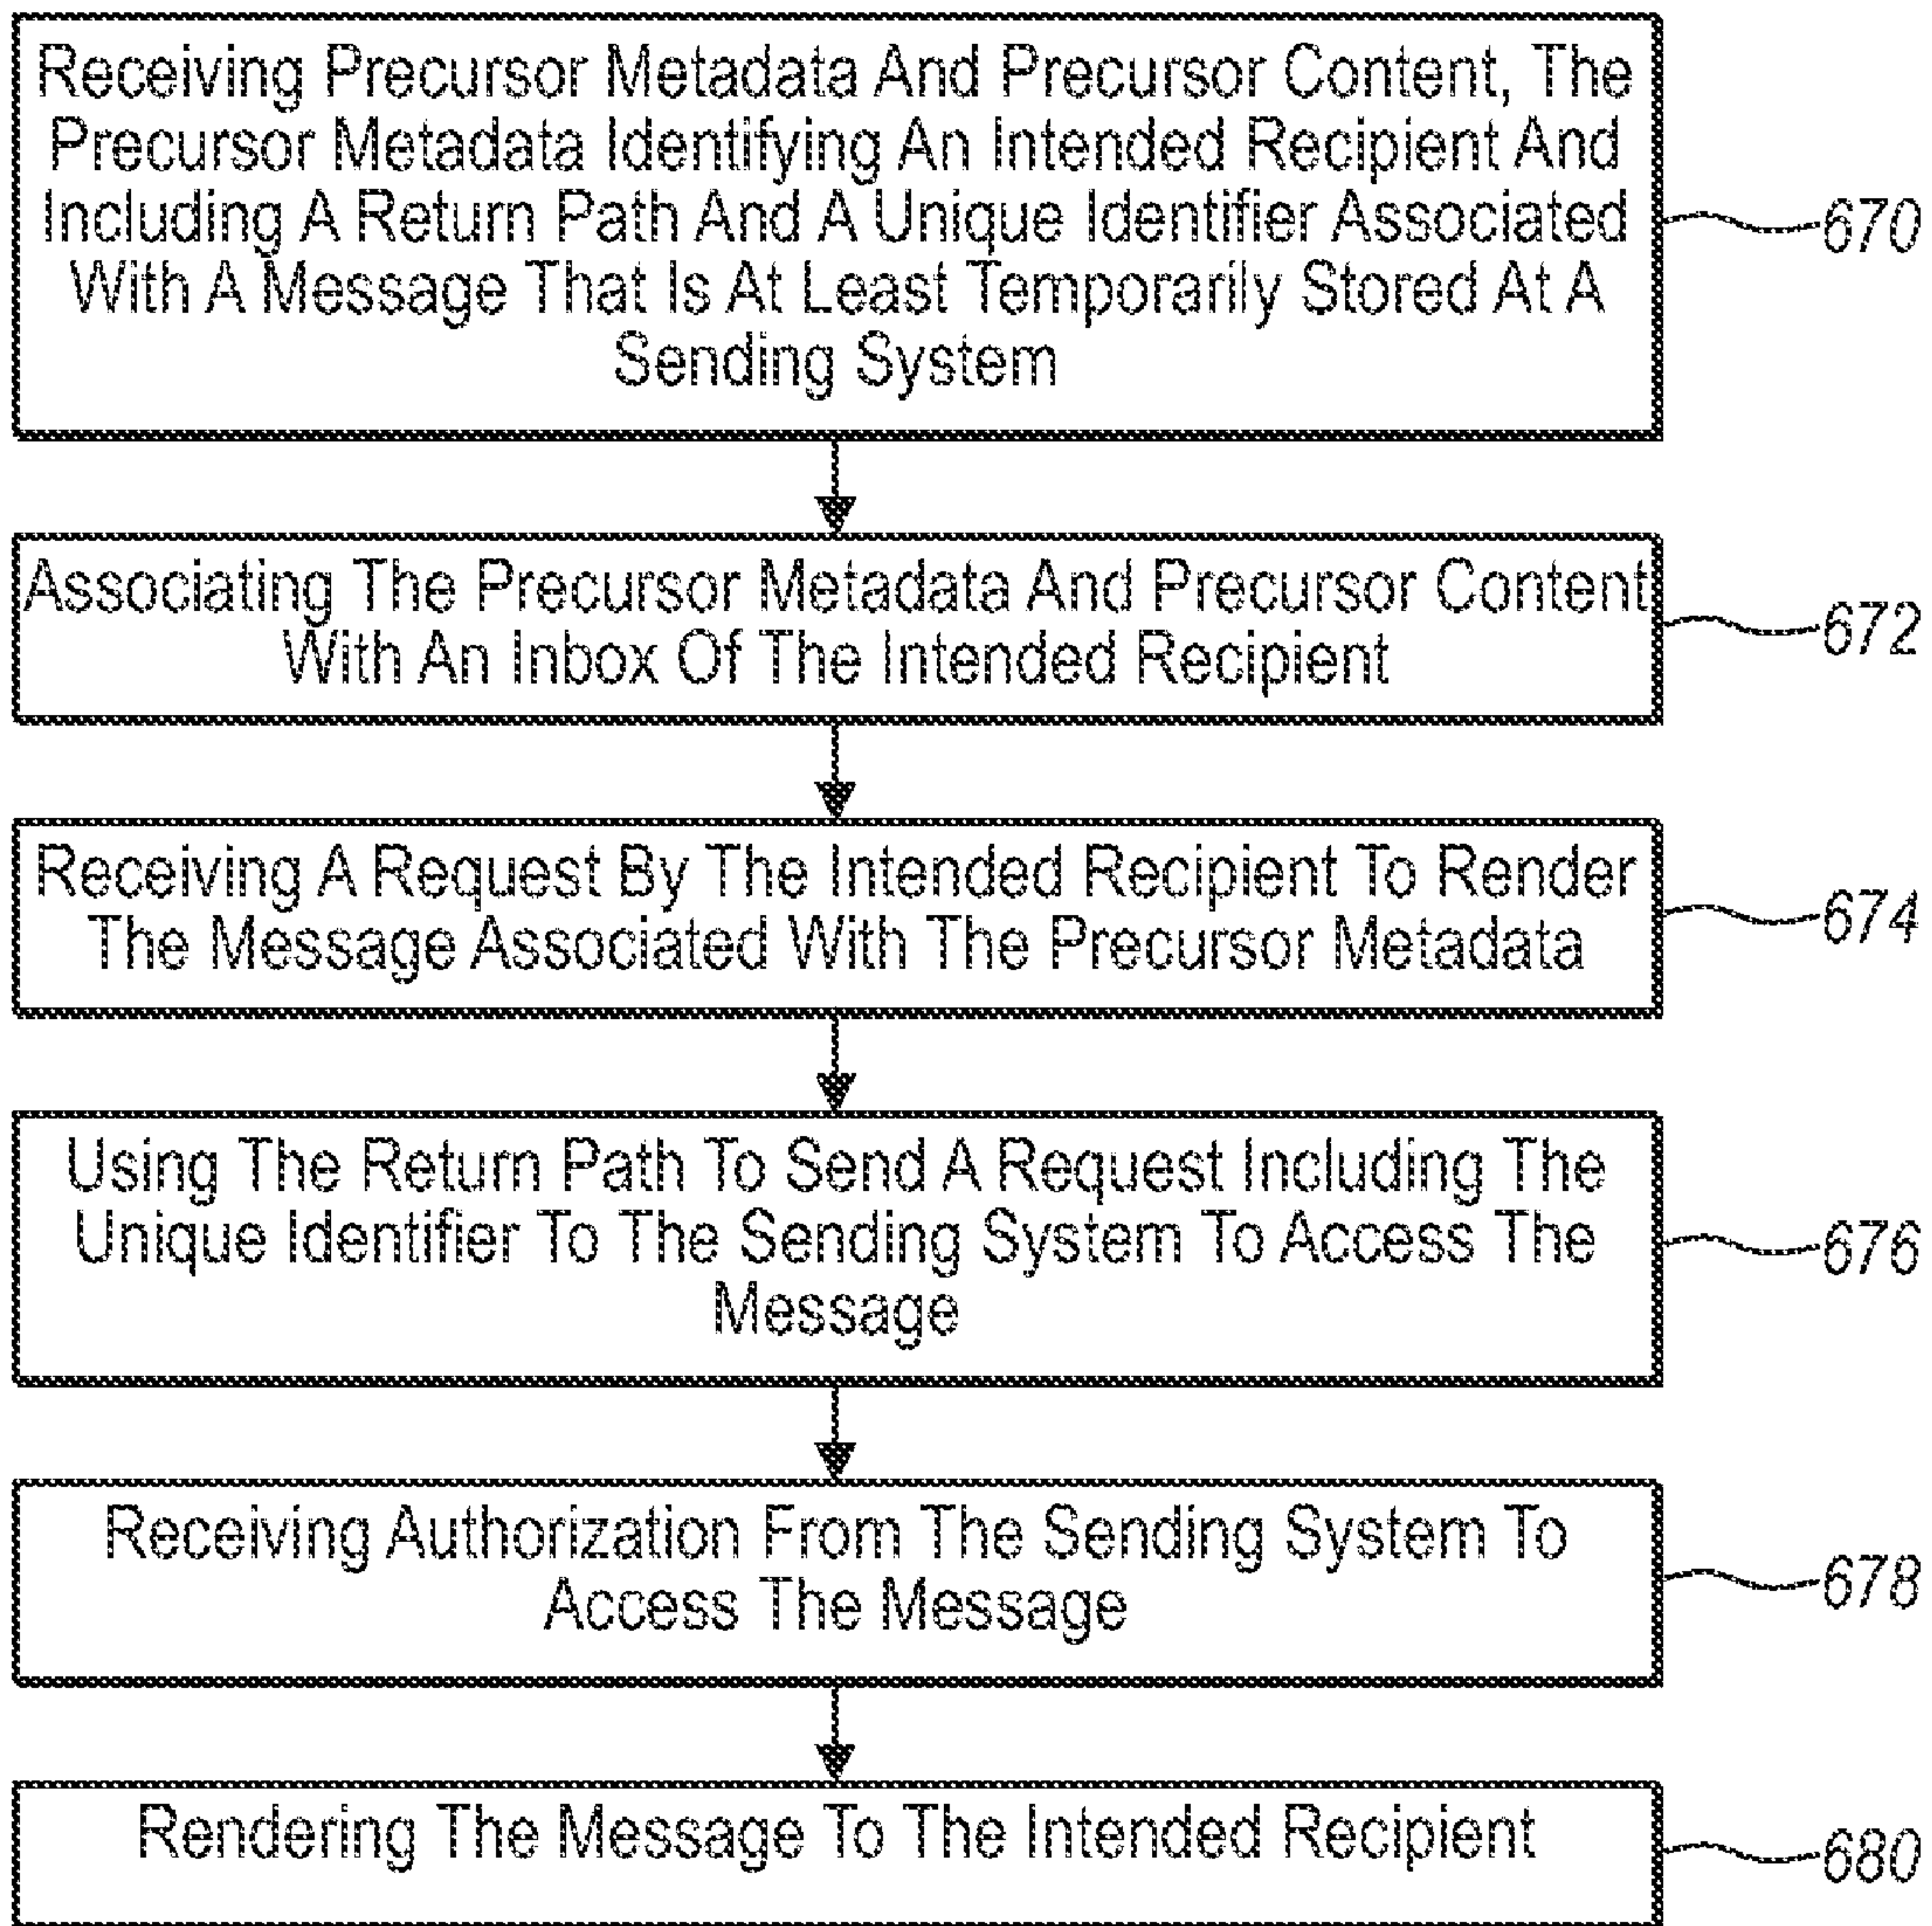 Receiving Precursor Metadata And Precursor Content, The
Precursor Metadata Identifying An Intended Recipient And
Including A Return Path And A Unique Identifier Associated
With A Message That Is At Least Temporarily Stored At A
Sending System
670
Associating The Precursor Metadata And Precursor Content
With An Inbox Of The Intended Recipient
672
Receiving A Request By The Intended Recipient To Render
The Message Associated With The Precursor Metadata
674
Using The Return Path To Send A Request Including The
Unique Identifier To The Sending System To Access The
Message
676
Receiving Authorization From The Sending System To
Access The Message
678
Rendering The Message To The Intended Recipient
680